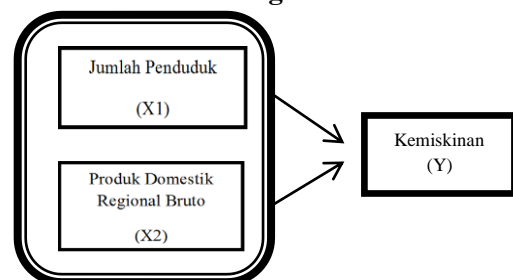 Jumlah Penduduk
(X1)
Produk Domestik
Regional Bruto
(X2)
Kemiskinan
(Y)